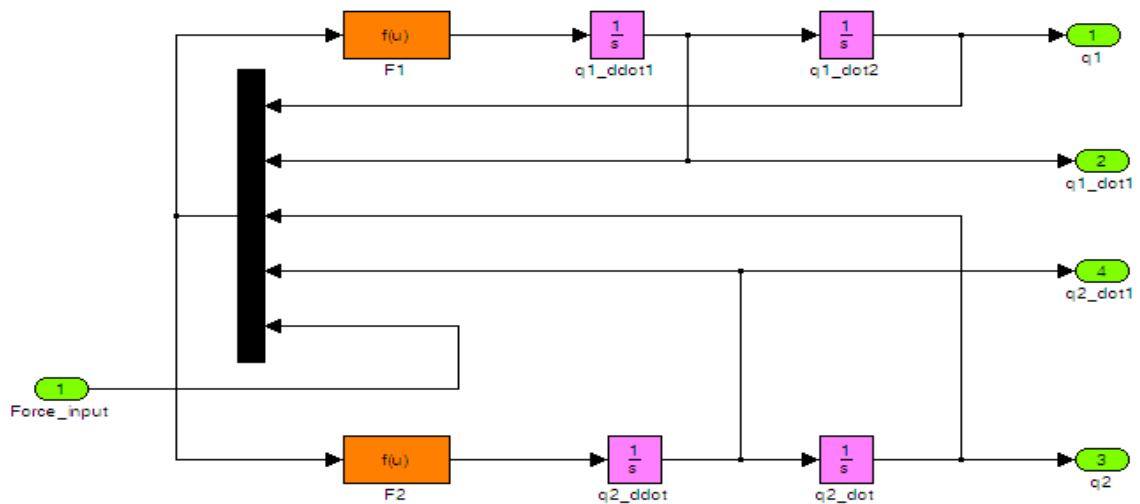 f(u)
F1
1
s
q1_ddot1
1
s
q1_dot2
1
q1
2
q1_dot1
4
q2_dot1
1
Force_input
f(u)
F2
1
s
q2_ddot
1
s
q2_dot
3
q2